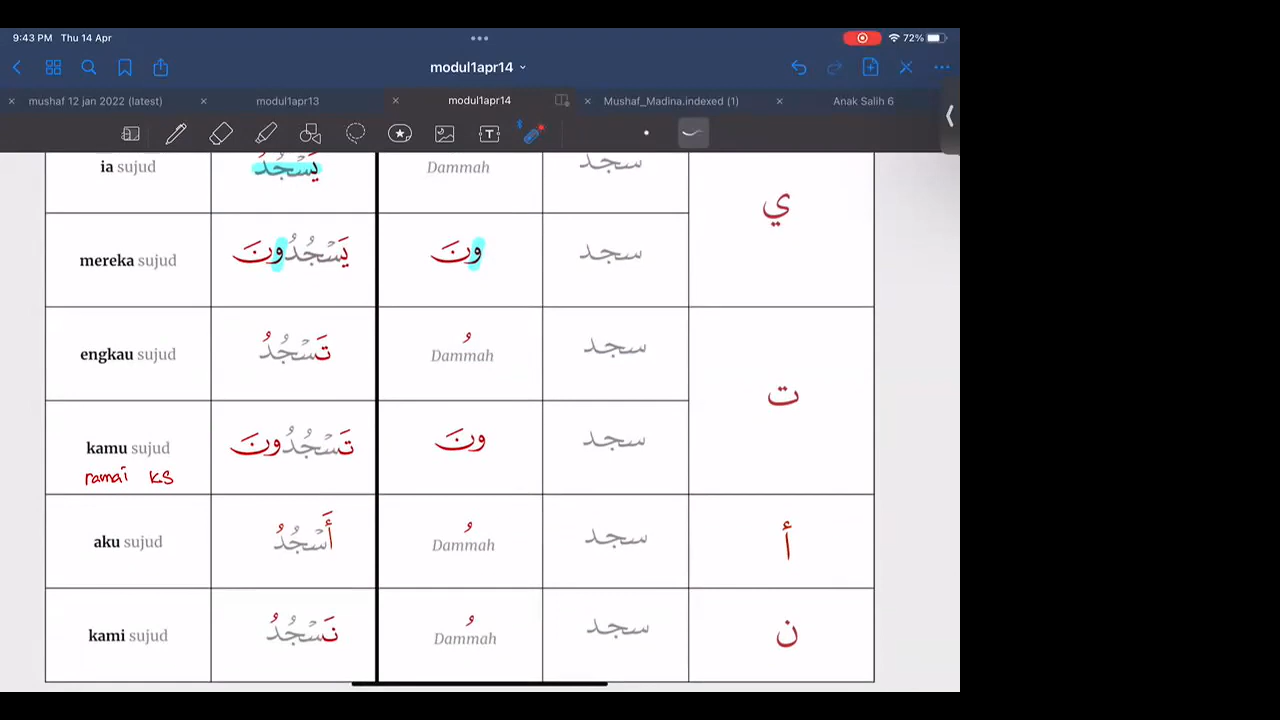 9:43 PM Thu 14 Apr
72%
modul1apr14
mushaf 12 jan 2022 (latest)
modul1apr13
modul1apr14
Mushaf_Madina.indexed (1)
Anak Salih 6
ia sujud يَسْجُدُ Dammah سجد ي
mereka sujud يَسْجُدُونَ ونَ سجد
engkau sujud تَسْجُدُ ُ Dammah سجد ت
kamu sujud تَسْجُدُونَ ونَ سجد
ramai KS
aku sujud أَسْجُدُ ُ Dammah سجد أ
kami sujud نَسْجُدُ ُ Dammah سجد ن